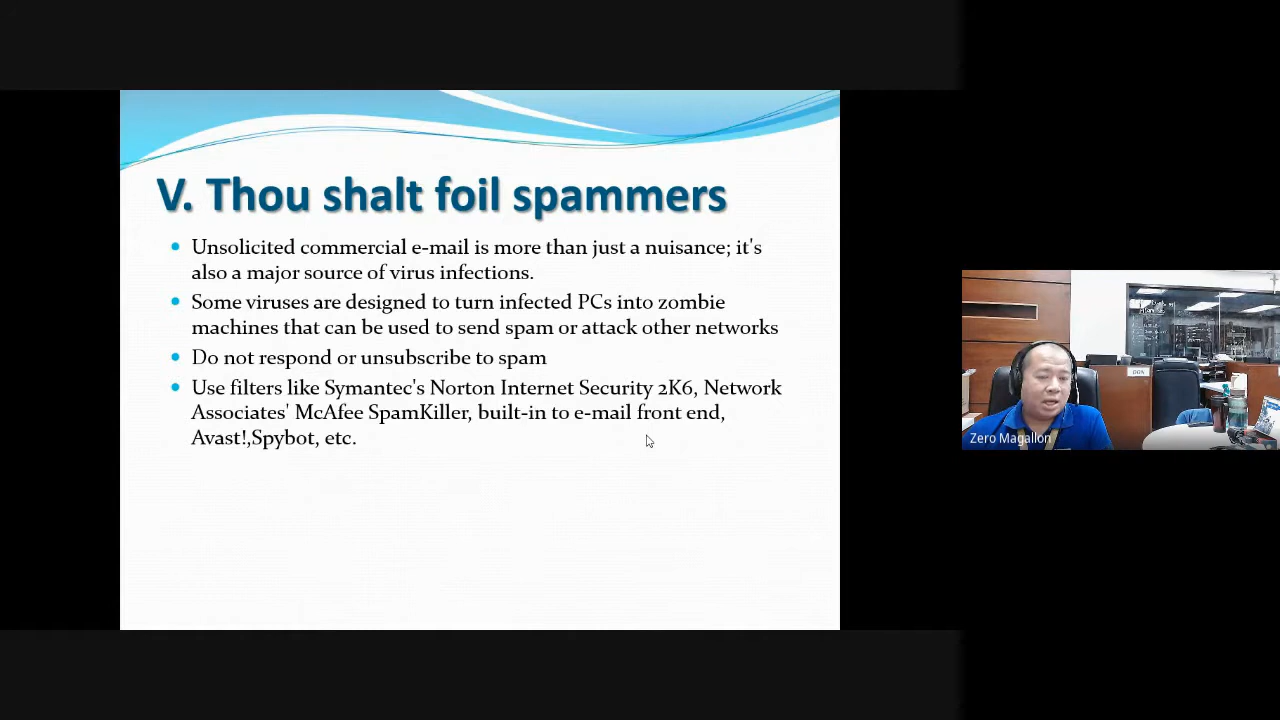 V. Thou shalt foil spammers
Unsolicited commercial e-mail is more than just a nuisance; it's
also a major source of virus infections.
Some viruses are designed to turn infected PCs into zombie
machines that can be used to send spam or attack other networks
Do not respond or unsubscribe to spam
Use filters like Symantec's Norton Internet Security 2K6, Network
Associates' McAfee SpamKiller, built-in to e-mail front end,
Avast!,Spybot, etc.
Zero Magallon